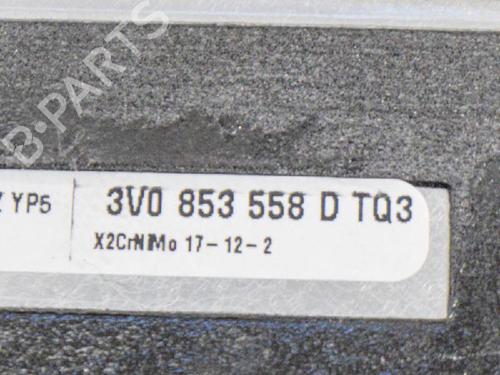 B-PARTS
YP5
3V0 853 558 D TQ3
X2CrNiMo 17-12-2